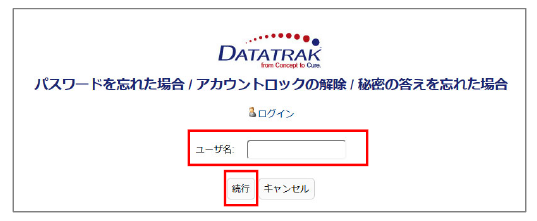 DATATRAK
from Concept to Cure.
パスワードを忘れた場合 / アカウントロックの解除 / 秘密の答えを忘れた場合
ログイン
ユーザ名:
続行 キャンセル